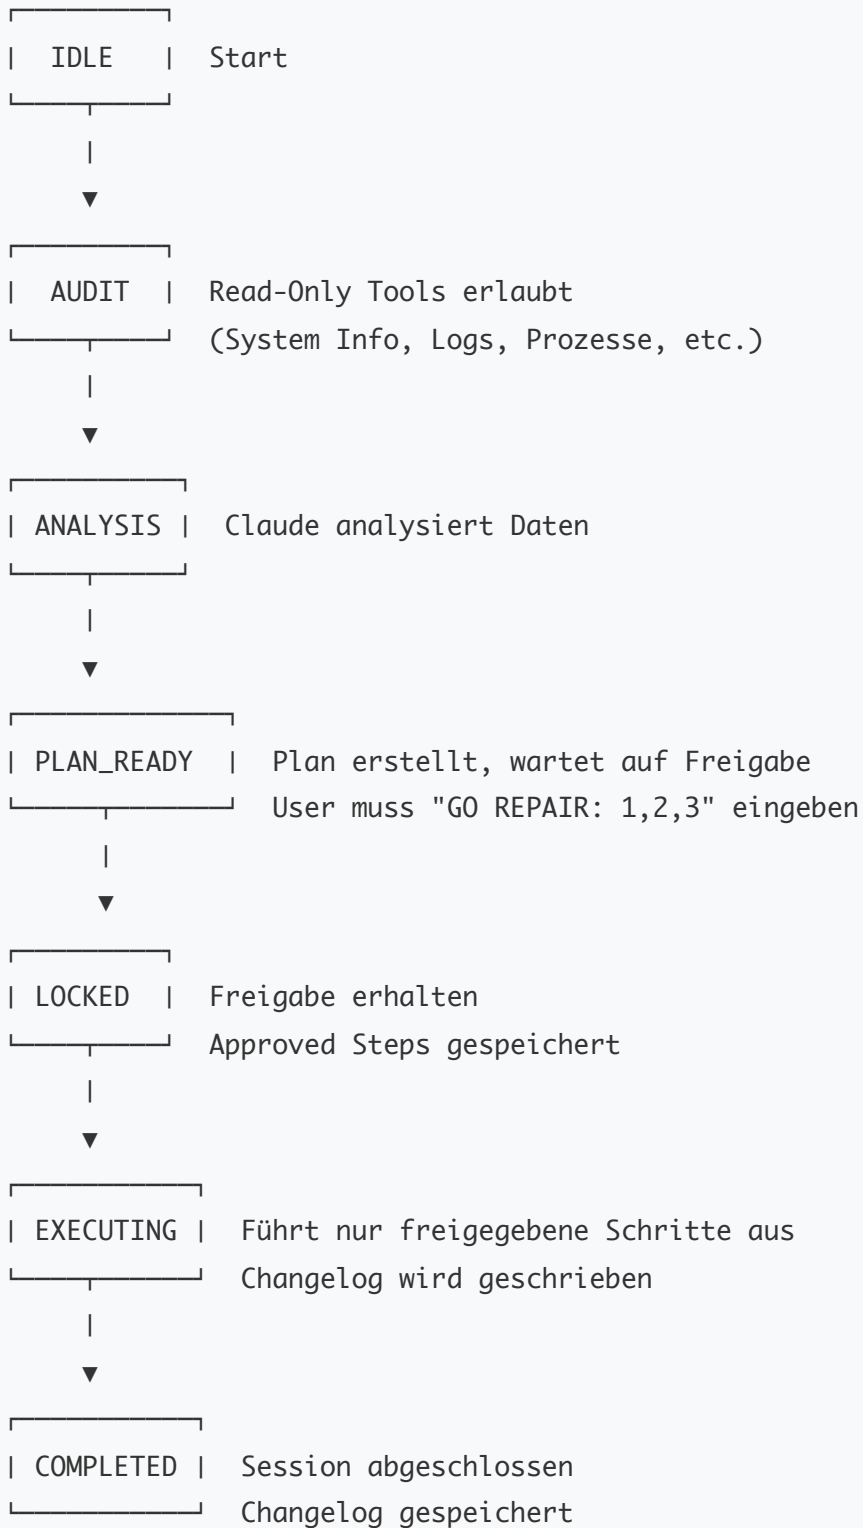 IDLE Start
AUDIT Read-Only Tools erlaubt
(System Info, Logs, Prozesse, etc.)
ANALYSIS Claude analysiert Daten
PLAN_READY Plan erstellt, wartet auf Freigabe
User muss "GO REPAIR: 1,2,3" eingeben
LOCKED Freigabe erhalten
Approved Steps gespeichert
EXECUTING Führt nur freigegebene Schritte aus
Changelog wird geschrieben
COMPLETED Session abgeschlossen
Changelog gespeichert